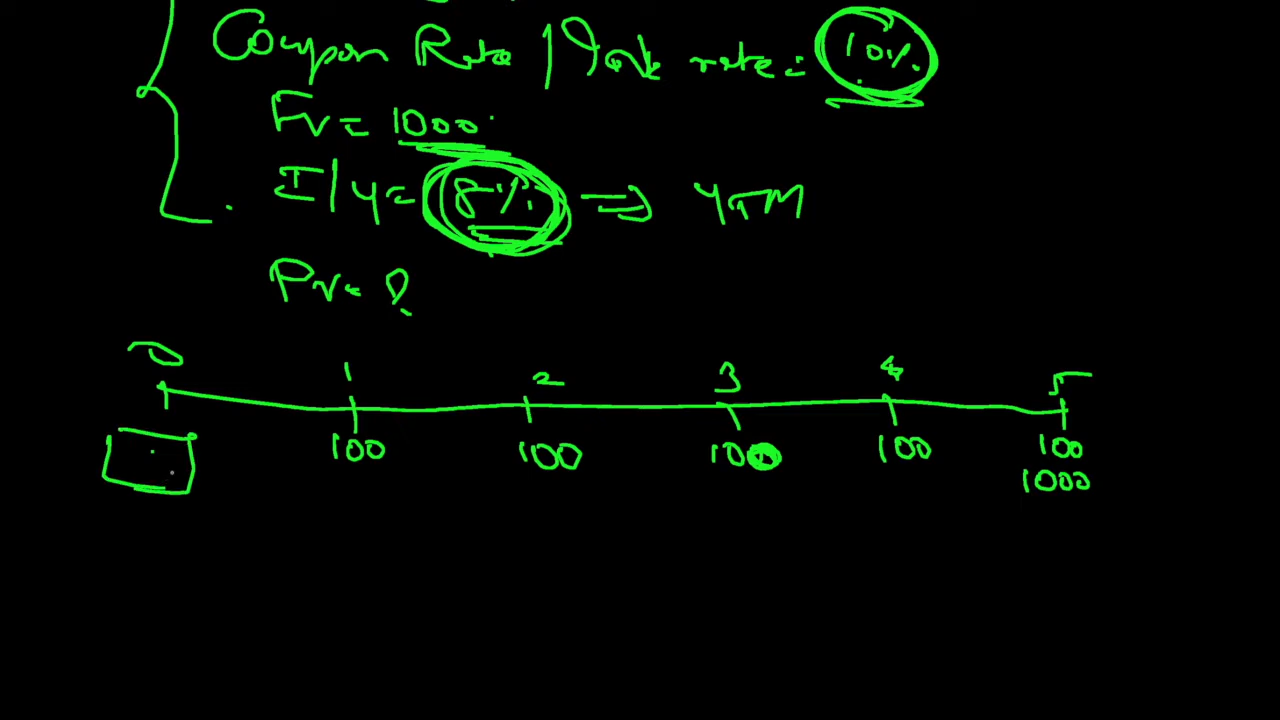 Coupon Rate | rate = 10%
FV = 1000
I/Y = 8% ⇒ YTM
PV = ?
0 1 2 3 4 5
100 100 100 100 100
1000